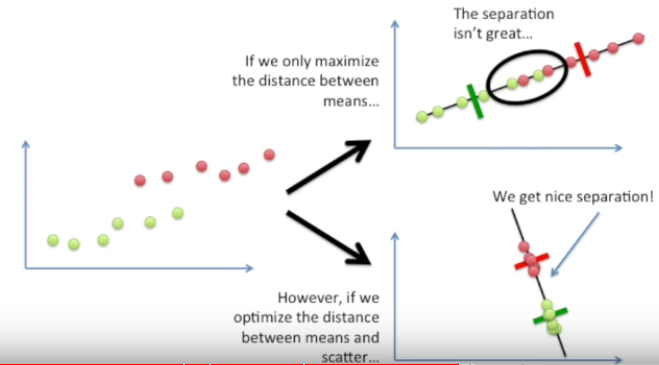 The separation
isn't great...
If we only maximize
the distance between
means...
We get nice separation!
However, if we
optimize the distance
between means and
scatter...